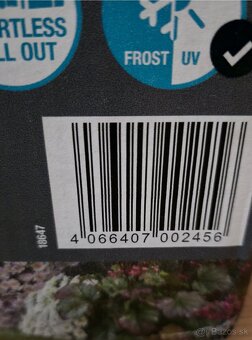 RTLESS
LL OUT
FROST UV
18647
4 066407 002456
Bazos.sk